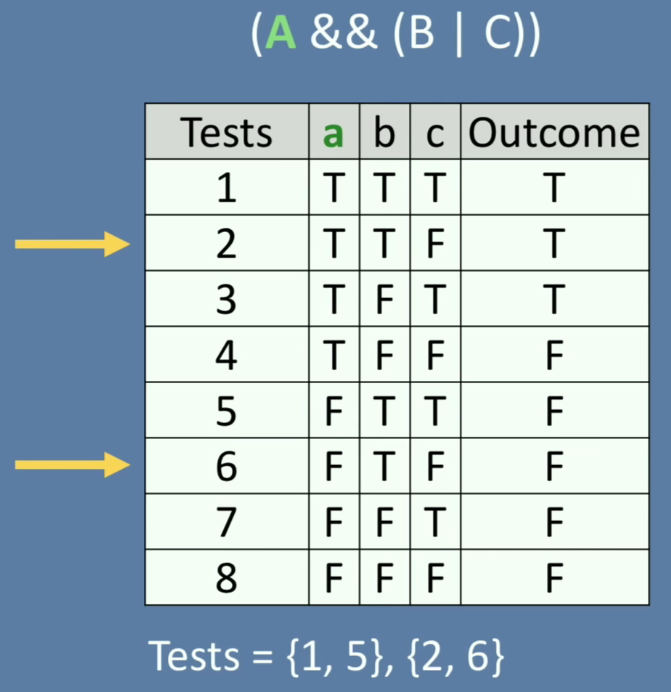 (A && (B | C))
Tests a b c Outcome
1 T T T T
2 T T F T
3 T F T T
4 T F F F
5 F T T F
6 F T F F
7 F F T F
8 F F F F
Tests = {1, 5}, {2, 6}